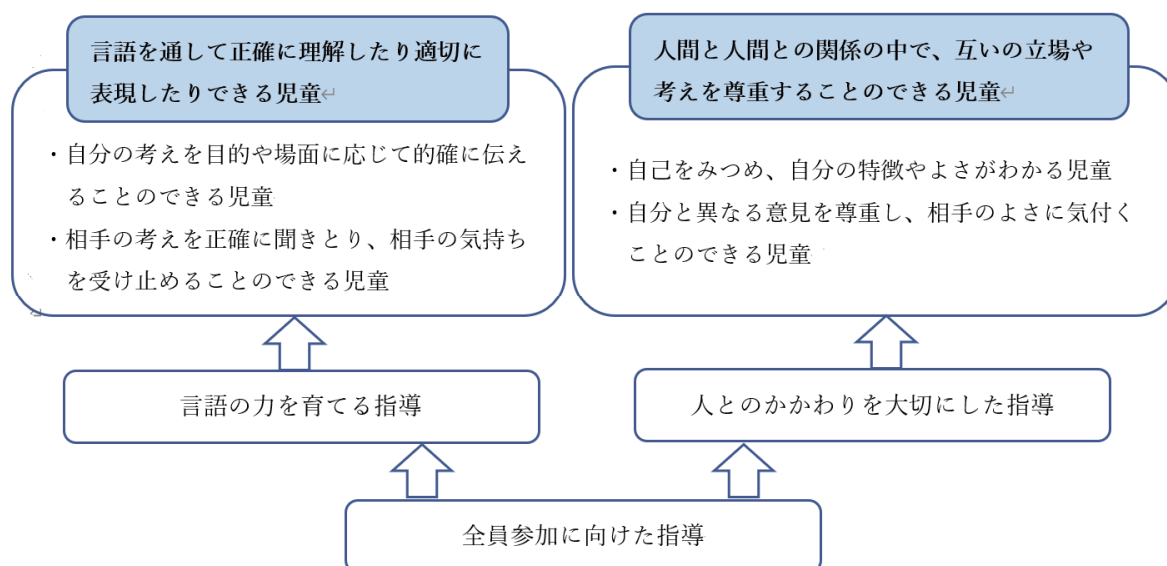 言語を通して正確に理解したり適切に
表現したりできる児童↵
・自分の考えを目的や場面に応じて的確に伝え
ることのできる児童
・相手の考えを正確に聞きとり、相手の気持ち
を受け止めることのできる児童
↵
人間と人間との関係の中で、互いの立場や
考えを尊重することのできる児童↵
・自己をみつめ、自分の特徴やよさがわかる児童
・自分と異なる意見を尊重し、相手のよさに気付く
ことのできる児童
言語の力を育てる指導
人とのかかわりを大切にした指導
全員参加に向けた指導